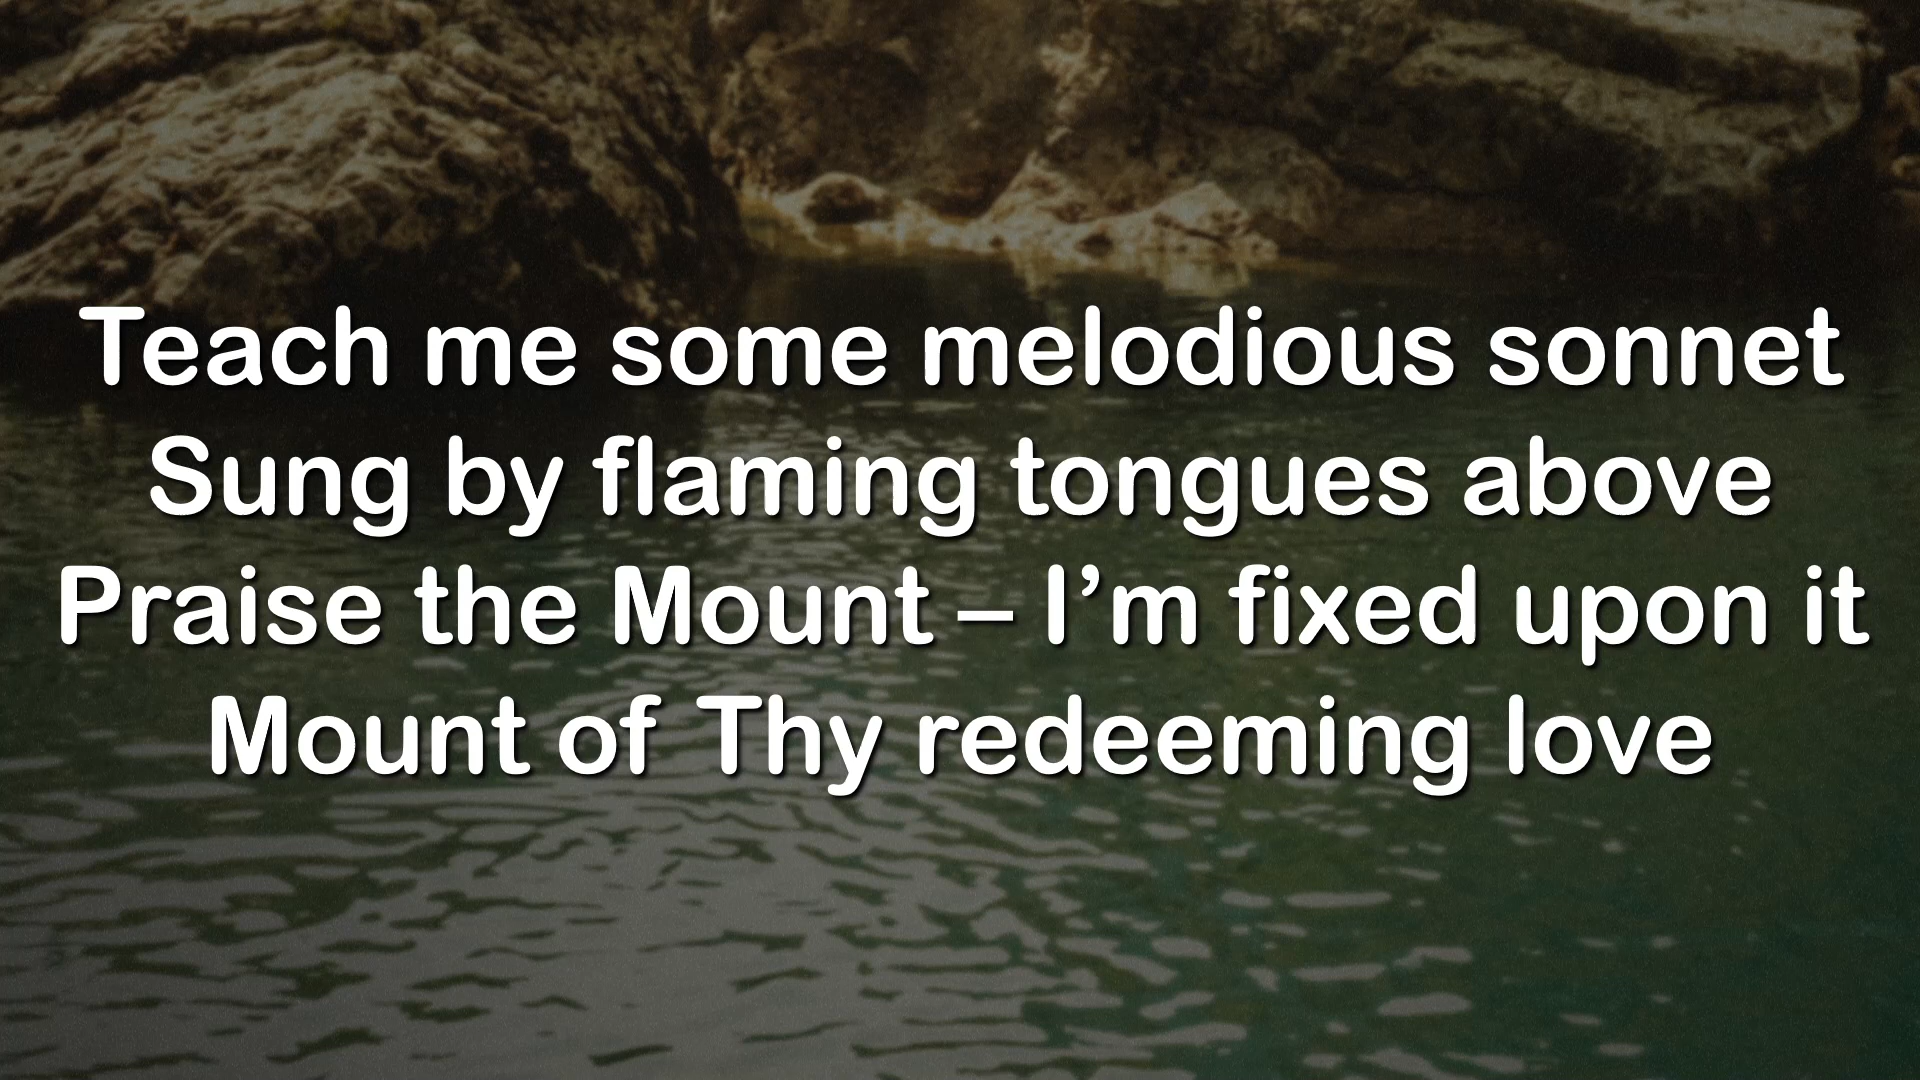 Teach me some melodious sonnet
Sung by flaming tongues above
Praise the Mount – I’m fixed upon it
Mount of Thy redeeming love